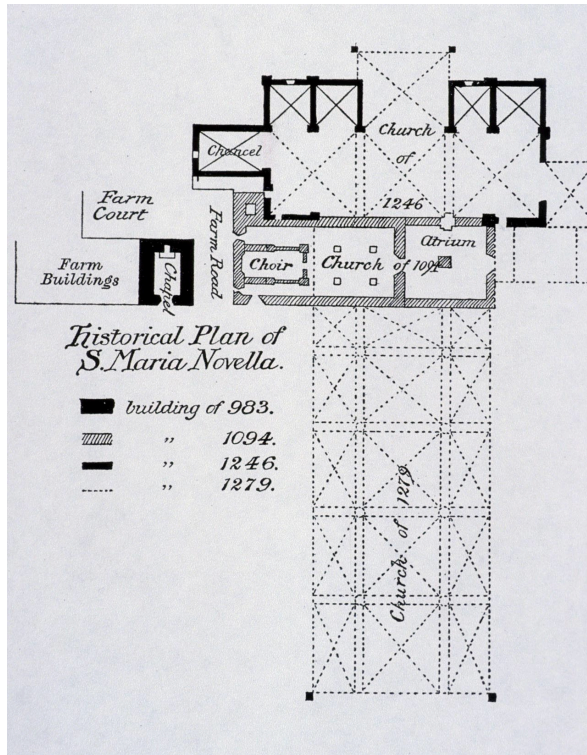 Church
of
1246
Chancel
Farm
Court
Farm Road
Atrium
Farm
Buildings
Chapel
Choir
Church of 1094
Historical Plan of
S. Maria Novella.
building of 983.
„ 1094.
„ 1246.
„ 1279.
Church of 1279.